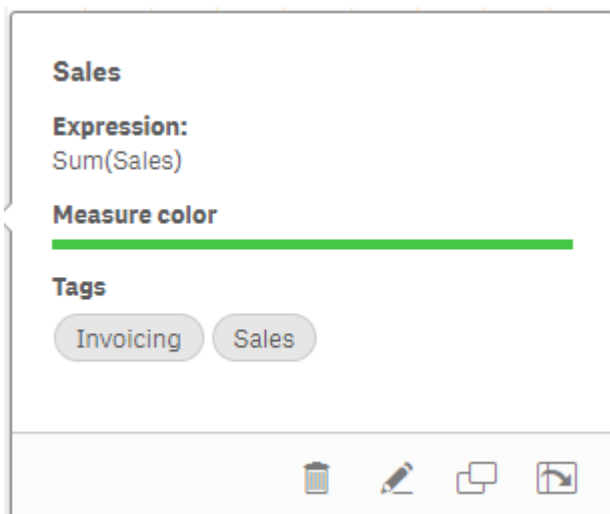 Sales
Expression:
Sum(Sales)
Measure color
Tags
Invoicing Sales